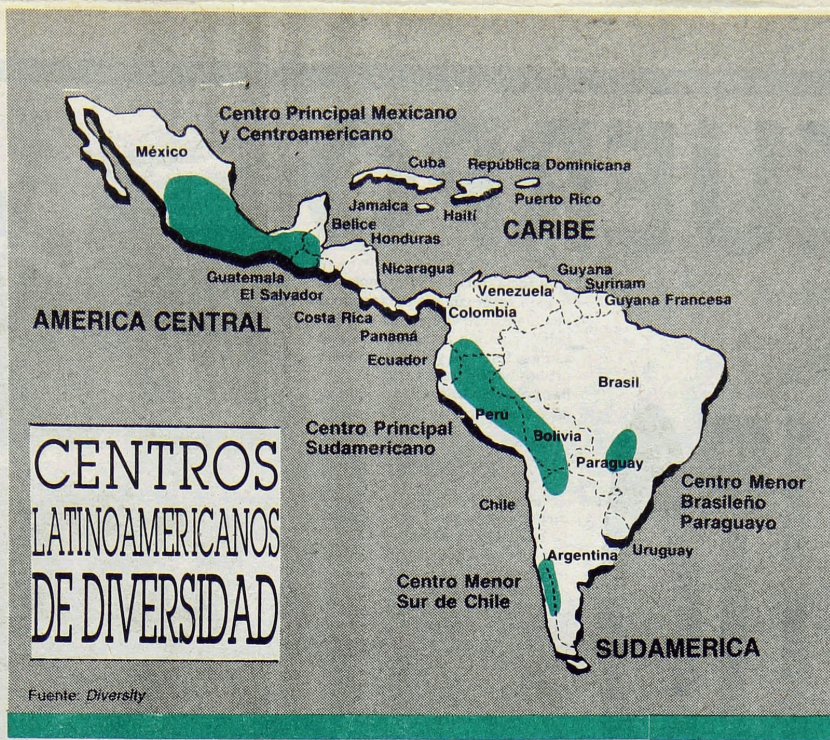 Centro Principal Mexicano
y Centroamericano
México
Cuba
República Dominicana
Puerto Rico
Jamaica
Haití
Belice
CARIBE
Honduras
Nicaragua
Guatemala
El Salvador
Costa Rica
Panamá
AMERICA CENTRAL
Guyana
Surinam
Guyana Francesa
Venezuela
Colombia
Ecuador
Brasil
Perú
Centro Principal
Sudamericano
Bolivia
Paraguay
Centro Menor
Brasileño
Paraguayo
Chile
Uruguay
Argentina
Centro Menor
Sur de Chile
SUDAMERICA
CENTROS
LATINOAMERICANOS
DE DIVERSIDAD
Fuente: Diversity